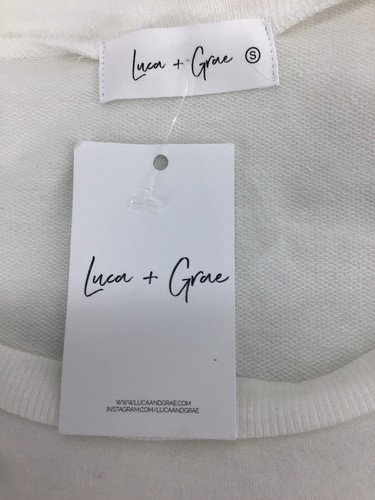 Luca + Grae Ⓢ
Luca + Grae
WWW.LUCAANDGRAE.COM
INSTAGRAM.COM/LUCAANDGRAE